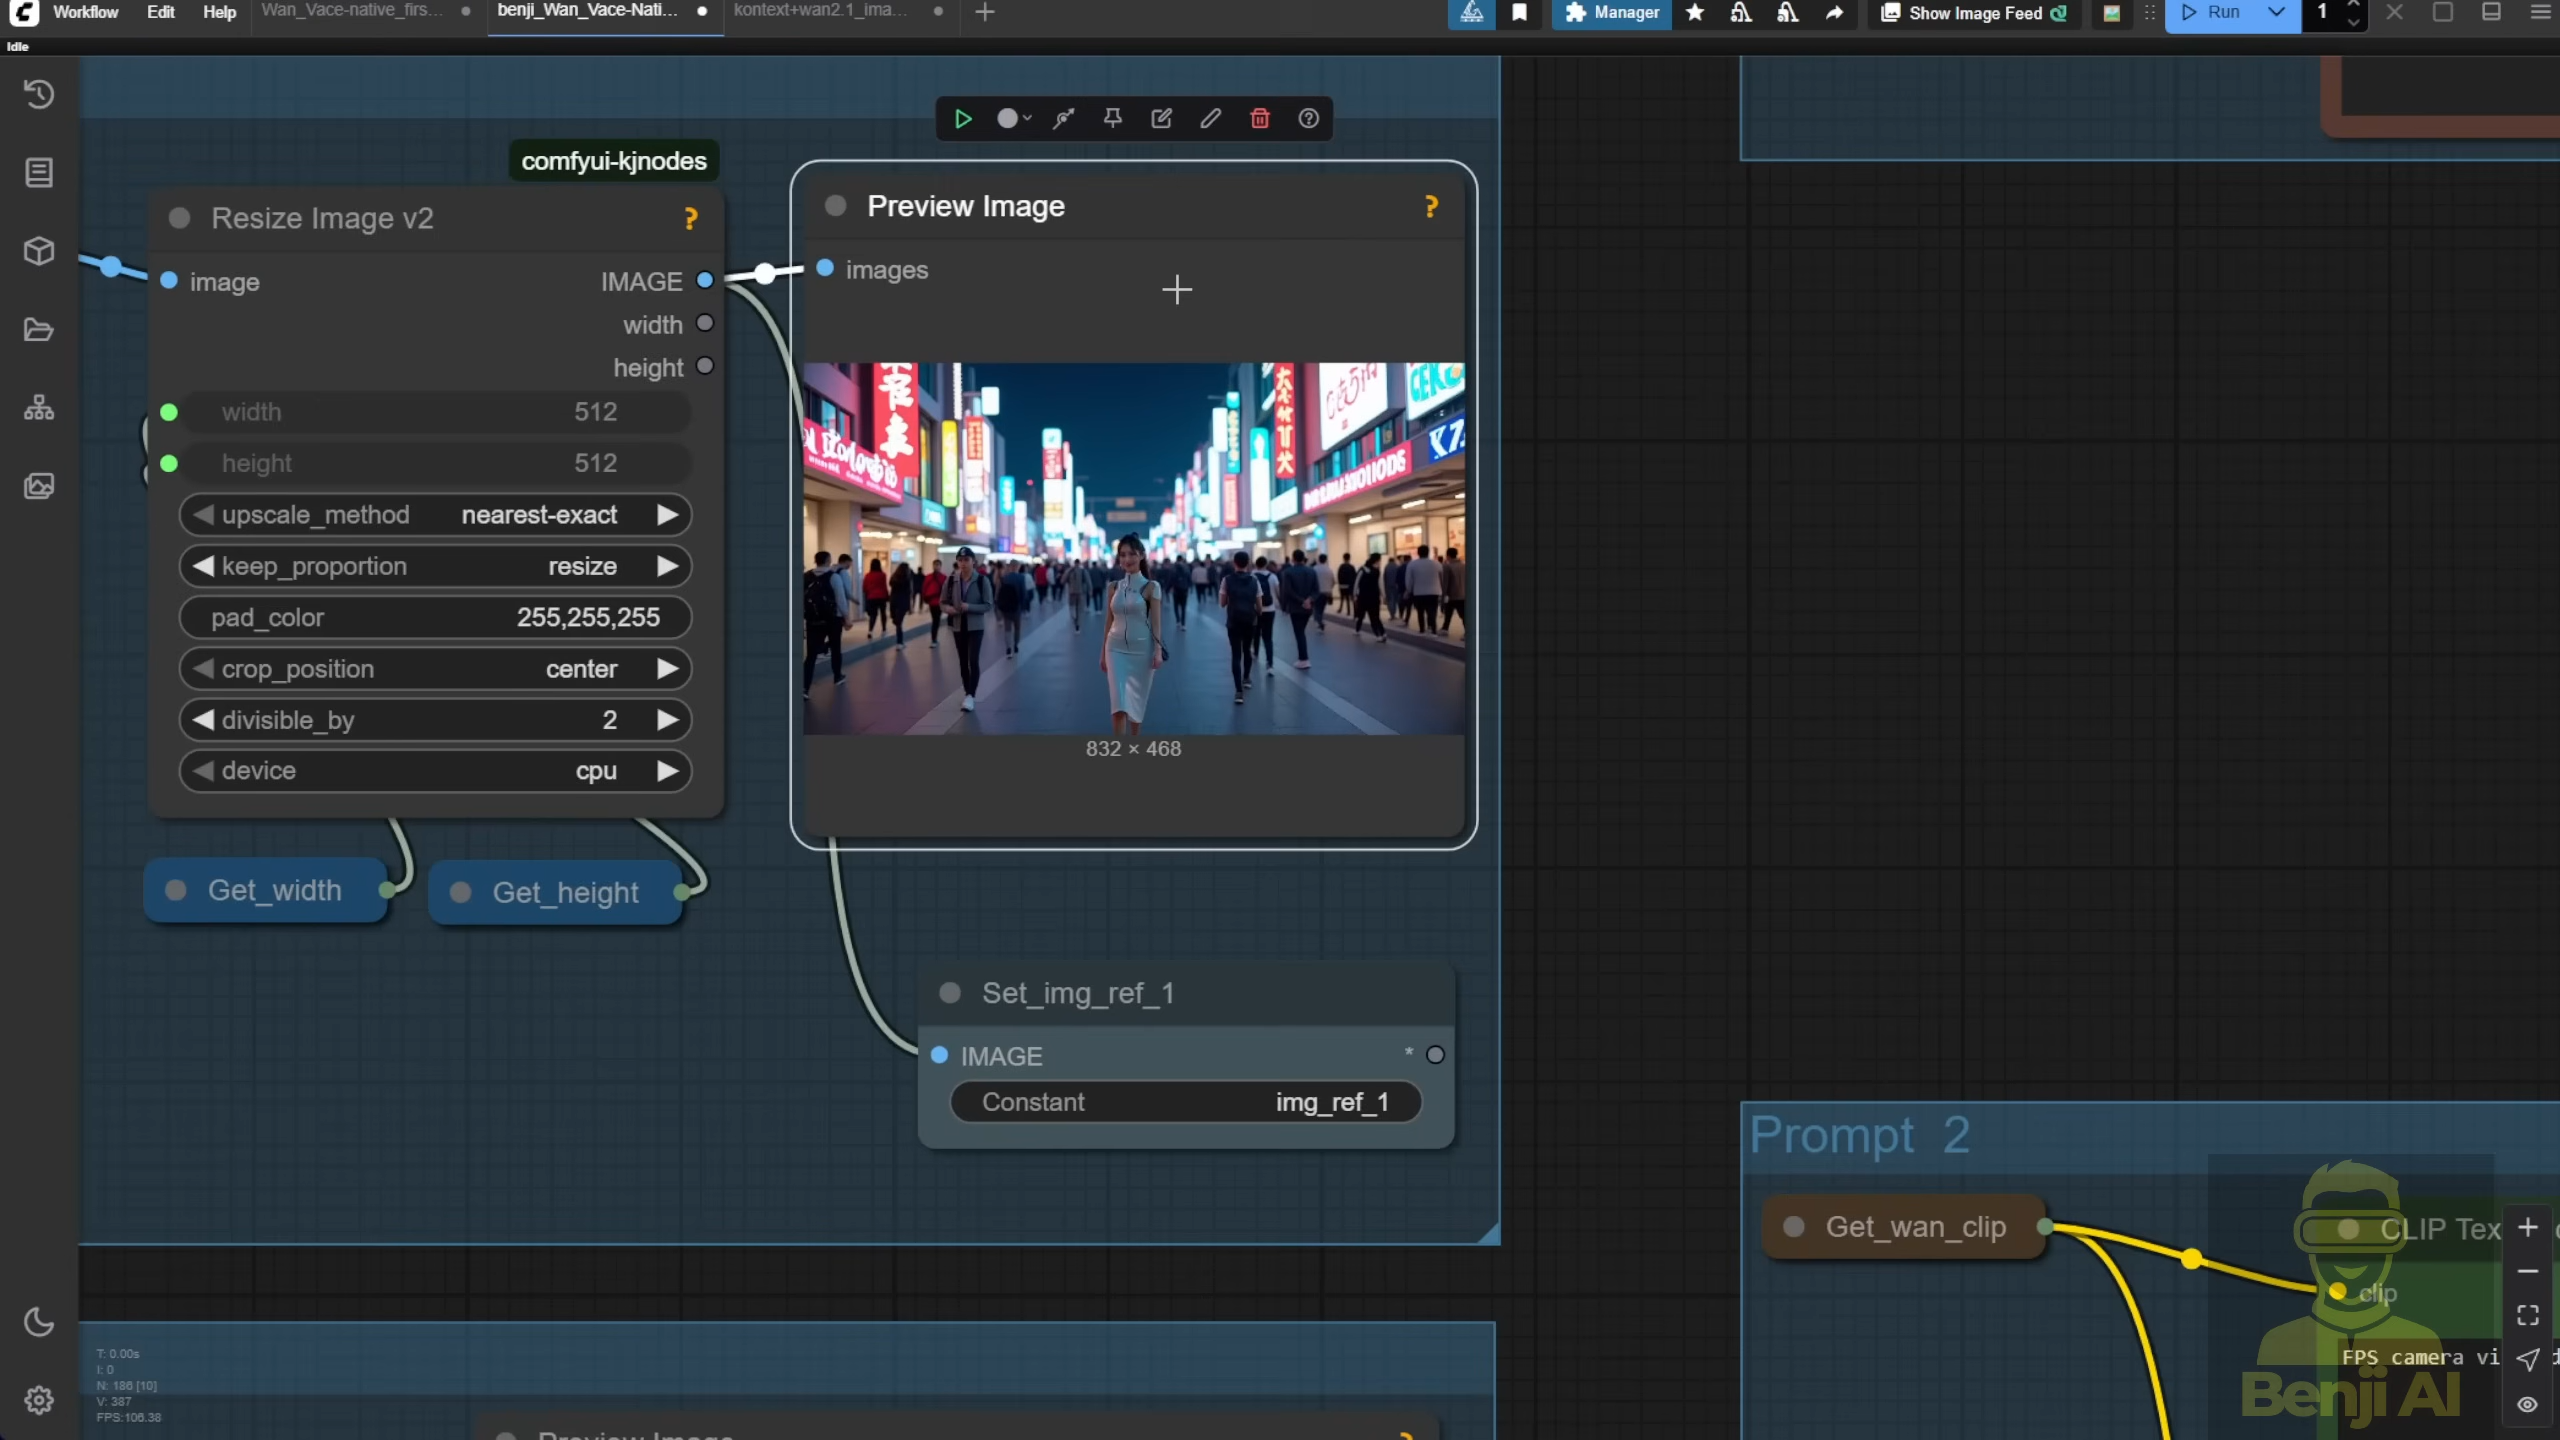 Workflow Edit Help Wan_Vace-native_firs... benji_Wan_Vace-Nati... kontext+wan2.1_ima... Manager Show Image Feed Run 1
Idle
comfyui-kjnodes
Resize Image v2 ?
image IMAGE
width
height
width 512
height 512
upscale_method nearest-exact
keep_proportion resize
pad_color 255,255,255
crop_position center
divisible_by 2
device cpu
Get_width
Get_height
Preview Image ?
images
832 × 468
Set_img_ref_1
IMAGE *
Constant img_ref_1
Prompt 2
Get_wan_clip
CLIP Tex
clip
FPS camera vi
Benji AI
T: 0.00s
I: 0
N: 186 [10]
V: 387
FPS:106.38
Preview Image ?